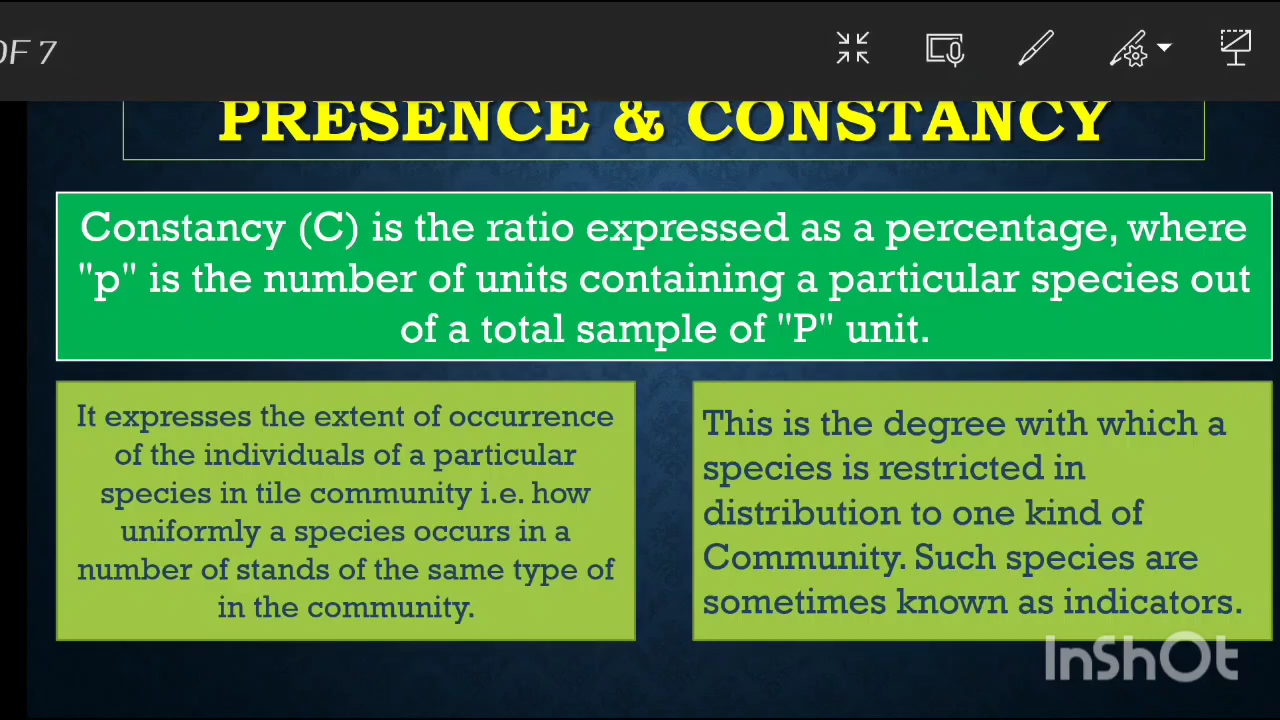 OF 7
PRESENCE & CONSTANCY
Constancy (C) is the ratio expressed as a percentage, where
"p" is the number of units containing a particular species out
of a total sample of "P" unit.
It expresses the extent of occurrence
of the individuals of a particular
species in tile community i.e. how
uniformly a species occurs in a
number of stands of the same type of
in the community.
This is the degree with which a
species is restricted in
distribution to one kind of
Community. Such species are
sometimes known as indicators.
InShOt